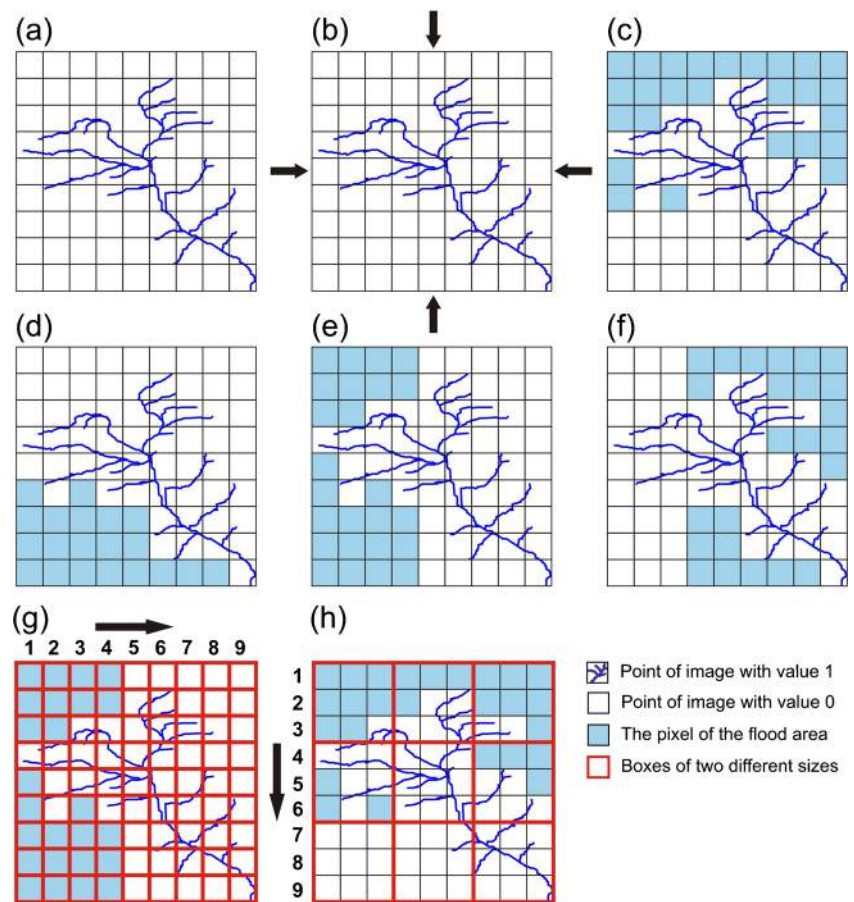 (a)
(b)
(c)
(d)
(e)
(f)
(g)
1 2 3 4 5 6 7 8 9
(h)
1
2
3
4
5
6
7
8
9
Point of image with value 1
Point of image with value 0
The pixel of the flood area
Boxes of two different sizes